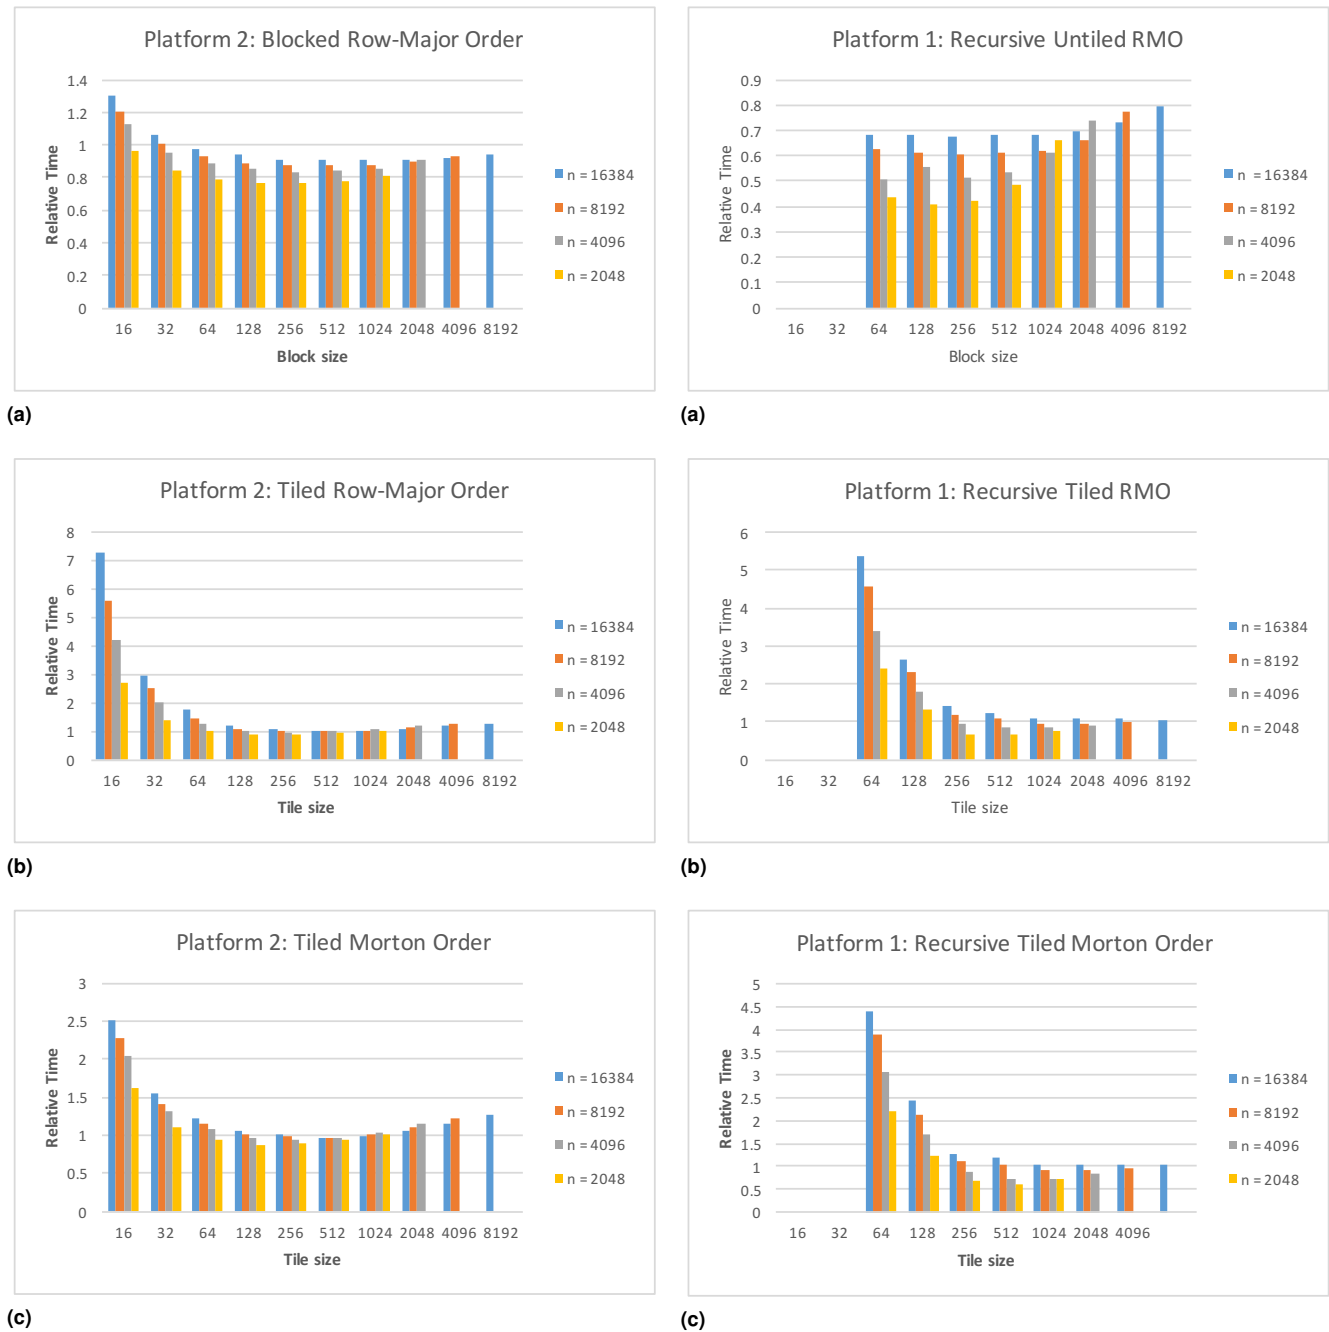 Platform 2: Blocked Row-Major Order
1.4
1.2
1
0.8
0.6
0.4
0.2
0
Relative Time
16 32 64 128 256 512 1024 2048 4096 8192
Block size
n = 16384
n = 8192
n = 4096
n = 2048
(a)
Platform 1: Recursive Untiled RMO
0.9
0.8
0.7
0.6
0.5
0.4
0.3
0.2
0.1
0
Relative Time
16 32 64 128 256 512 1024 2048 4096 8192
Block size
n = 16384
n = 8192
n = 4096
n = 2048
(a)
Platform 2: Tiled Row-Major Order
8
7
6
5
4
3
2
1
0
Relative Time
16 32 64 128 256 512 1024 2048 4096 8192
Tile size
n = 16384
n = 8192
n = 4096
n = 2048
(b)
Platform 1: Recursive Tiled RMO
6
5
4
3
2
1
0
Relative Time
16 32 64 128 256 512 1024 2048 4096 8192
Tile size
n = 16384
n = 8192
n = 4096
n = 2048
(b)
Platform 2: Tiled Morton Order
3
2.5
2
1.5
1
0.5
0
Relative Time
16 32 64 128 256 512 1024 2048 4096 8192
Tile size
n = 16384
n = 8192
n = 4096
n = 2048
(c)
Platform 1: Recursive Tiled Morton Order
5
4.5
4
3.5
3
2.5
2
1.5
1
0.5
0
Relative Time
16 32 64 128 256 512 1024 2048 4096
Tile size
n = 16384
n = 8192
n = 4096
n = 2048
(c)